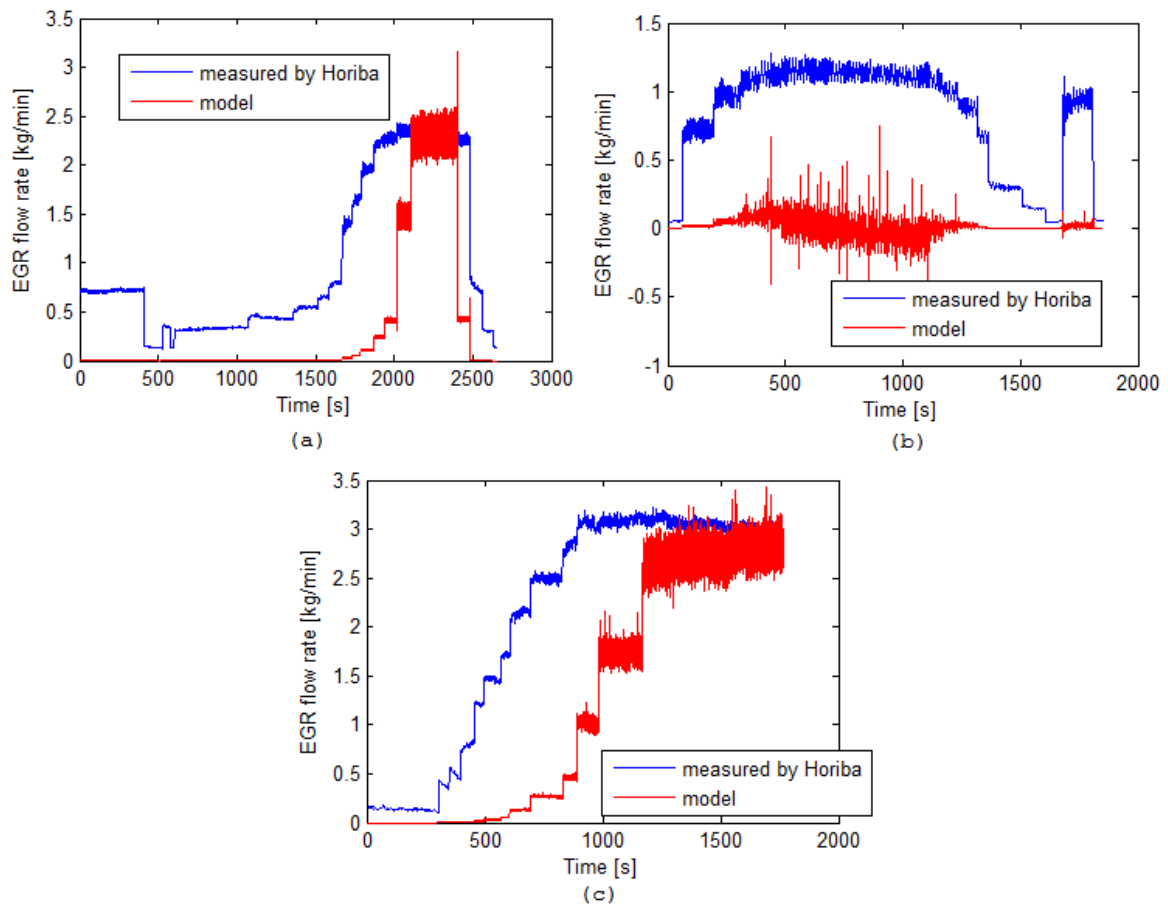 3.5
3
2.5
2
1.5
1
0.5
0
EGR flow rate [kg/min]
measured by Horiba
model
0 500 1000 1500 2000 2500 3000
Time [s]
(a)
1.5
1
0.5
0
-0.5
-1
EGR flow rate [kg/min]
measured by Horiba
model
0 500 1000 1500 2000
Time [s]
(b)
3.5
3
2.5
2
1.5
1
0.5
0
EGR flow rate [kg/min]
measured by Horiba
model
0 500 1000 1500 2000
Time [s]
(c)